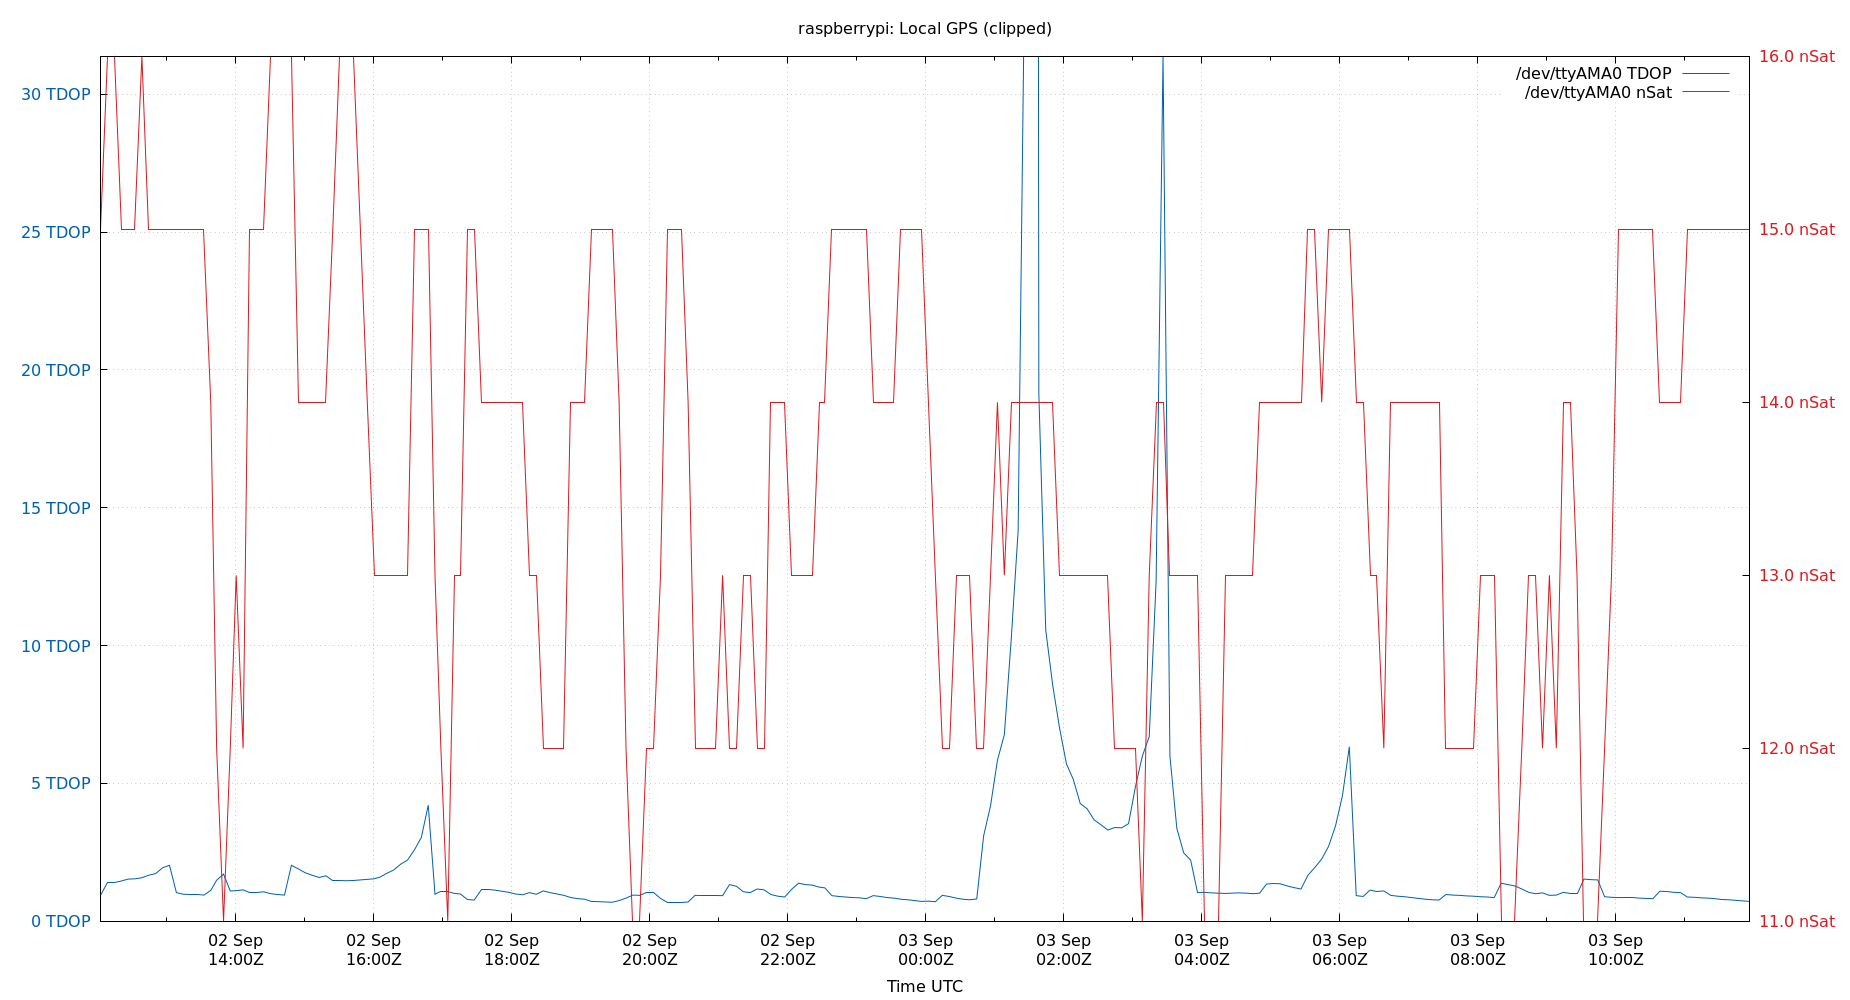 raspberrypi: Local GPS (clipped)
/dev/ttyAMA0 TDOP
/dev/ttyAMA0 nSat
30 TDOP
25 TDOP
20 TDOP
15 TDOP
10 TDOP
5 TDOP
0 TDOP
16.0 nSat
15.0 nSat
14.0 nSat
13.0 nSat
12.0 nSat
11.0 nSat
02 Sep
14:00Z
02 Sep
16:00Z
02 Sep
18:00Z
02 Sep
20:00Z
02 Sep
22:00Z
03 Sep
00:00Z
03 Sep
02:00Z
03 Sep
04:00Z
03 Sep
06:00Z
03 Sep
08:00Z
03 Sep
10:00Z
Time UTC